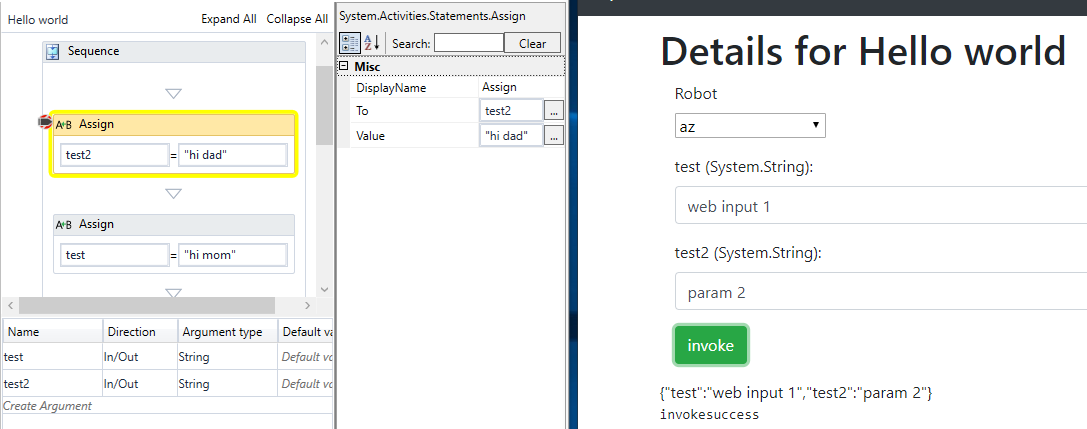 Hello world
Expand All Collapse All
Sequence
A+B Assign
test2 = "hi dad"
A+B Assign
test = "hi mom"
Name Direction Argument type Default va
test In/Out String Default va
test2 In/Out String Default va
Create Argument
System.Activities.Statements.Assign
Search: Clear
Misc
DisplayName Assign
To test2 ...
Value "hi dad" ...
Details for Hello world
Robot
az
test (System.String):
web input 1
test2 (System.String):
param 2
invoke
{"test":"web input 1","test2":"param 2"}
invokesuccess